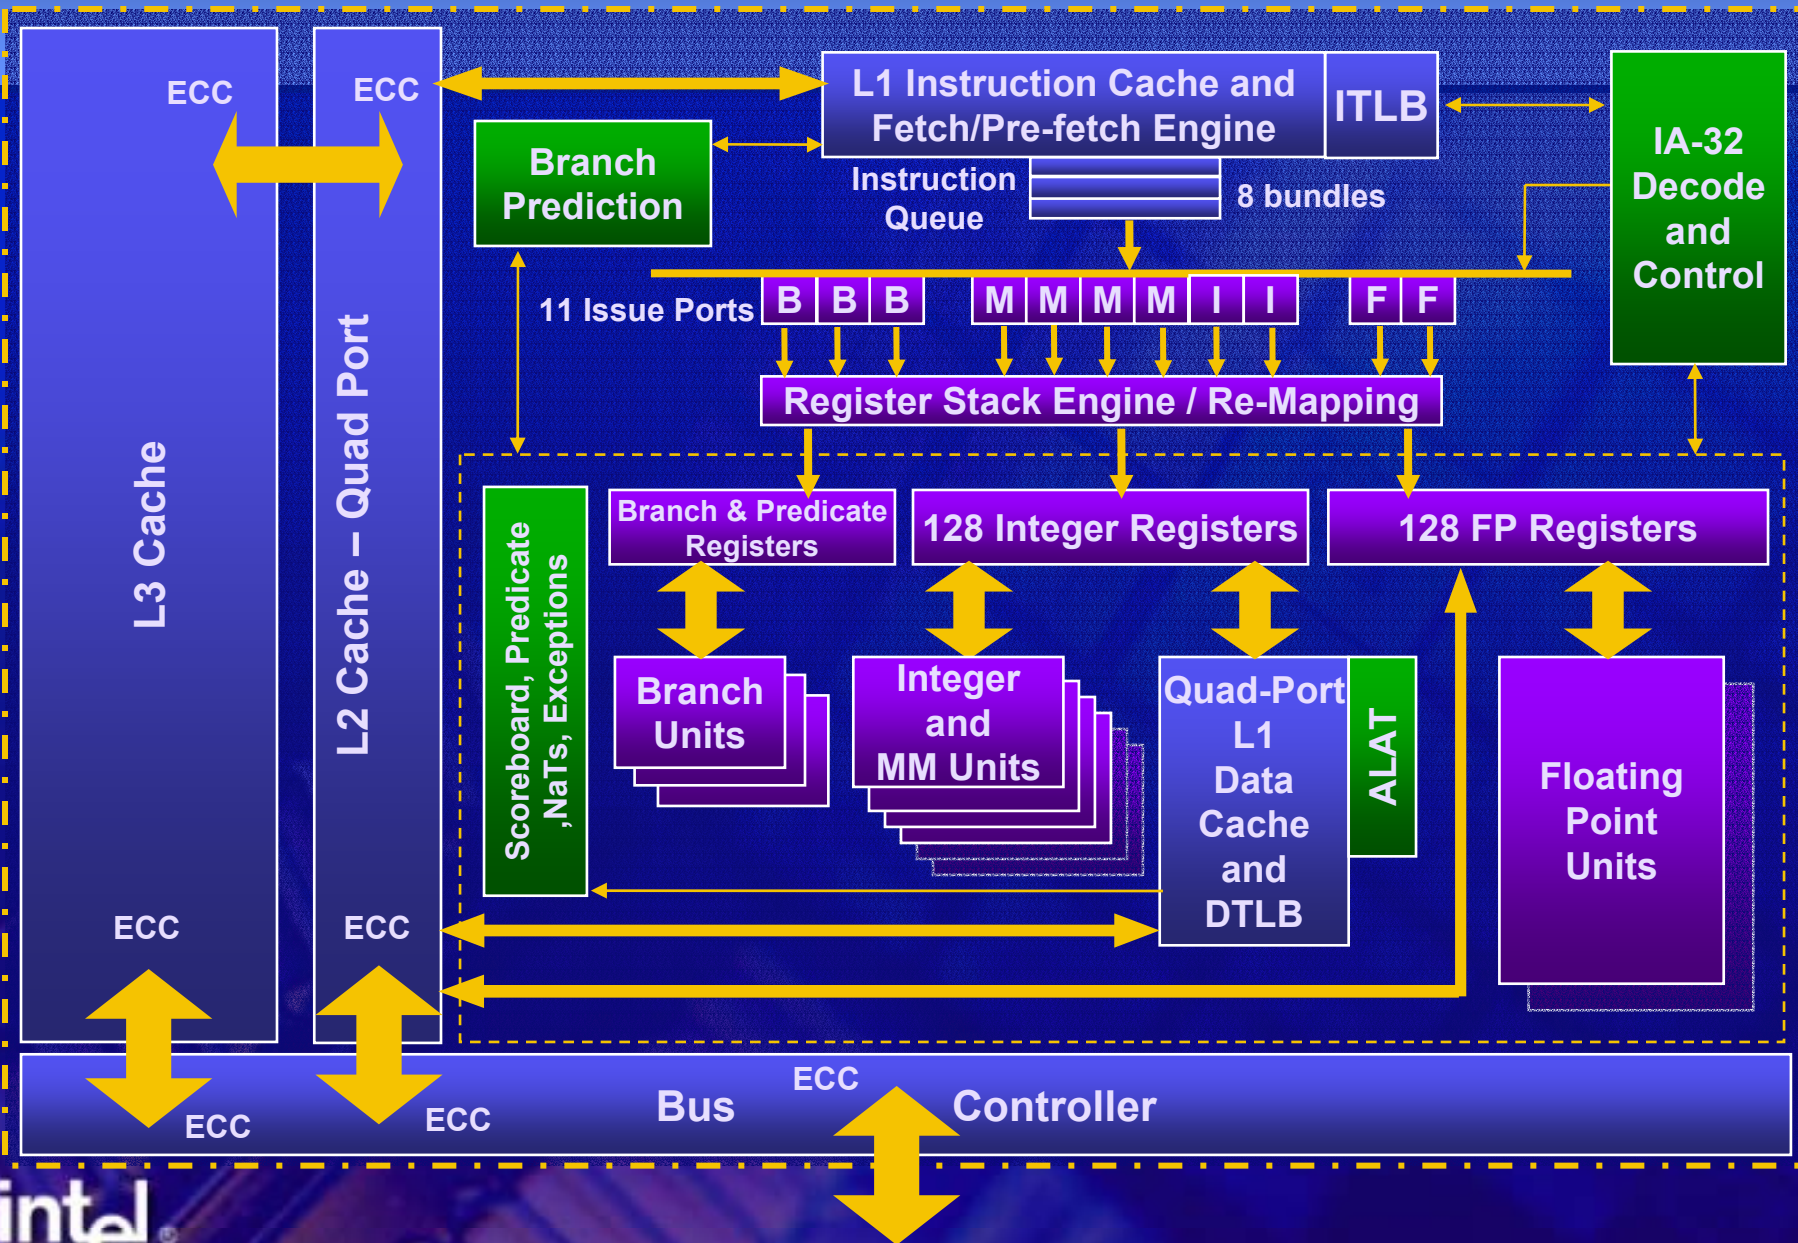 ECC
ECC
L1 Instruction Cache and
Fetch/Pre-fetch Engine
ITLB
IA-32
Decode
and
Control
Branch
Prediction
Instruction
Queue
8 bundles
11 Issue Ports
B B B M M M M I I F F
Register Stack Engine / Re-Mapping
L3 Cache
L2 Cache – Quad Port
Scoreboard, Predicate
,NaTs, Exceptions
Branch & Predicate
Registers
128 Integer Registers
128 FP Registers
Branch
Units
Integer
and
MM Units
Quad-Port
L1
Data
Cache
and
DTLB
ALAT
Floating
Point
Units
ECC
ECC
ECC
ECC
Bus
ECC
Controller
intel
®